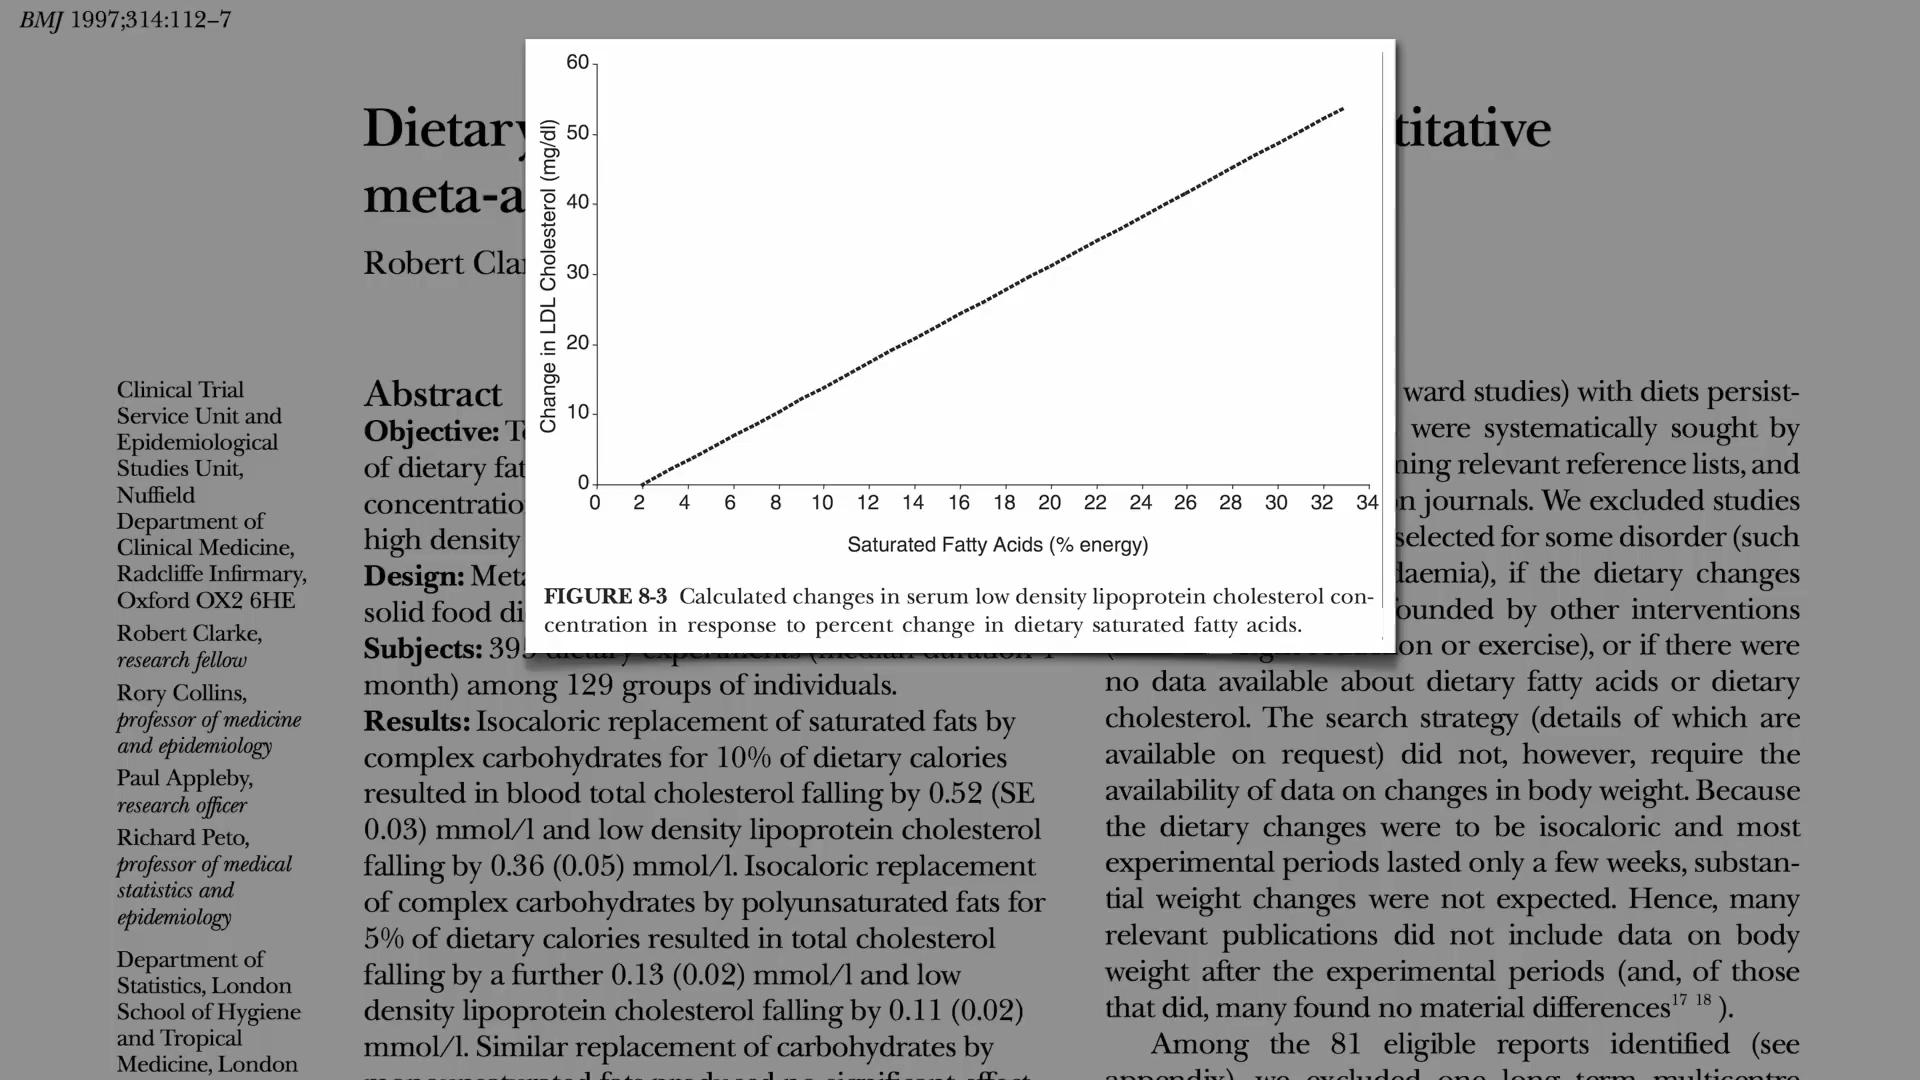 BMJ 1997;314:112–7
Dietary
titative
meta-a
Robert Cla
60
50
40
30
20
10
0
Change in LDL Cholesterol (mg/dl)
0 2 4 6 8 10 12 14 16 18 20 22 24 26 28 30 32 34
Saturated Fatty Acids (% energy)
FIGURE 8-3 Calculated changes in serum low density lipoprotein cholesterol con-
centration in response to percent change in dietary saturated fatty acids.
Clinical Trial
Service Unit and
Epidemiological
Studies Unit,
Nuffield
Department of
Clinical Medicine,
Radcliffe Infirmary,
Oxford OX2 6HE
Robert Clarke,
research fellow
Rory Collins,
professor of medicine
and epidemiology
Paul Appleby,
research officer
Richard Peto,
professor of medical
statistics and
epidemiology
Department of
Statistics, London
School of Hygiene
and Tropical
Medicine, London
Abstract
Objective: T
of dietary fat
concentratio
high density
Design: Meta
solid food di
Subjects: 395 dietary experiments (median duration 1
month) among 129 groups of individuals.
Results: Isocaloric replacement of saturated fats by
complex carbohydrates for 10% of dietary calories
resulted in blood total cholesterol falling by 0.52 (SE
0.03) mmol/l and low density lipoprotein cholesterol
falling by 0.36 (0.05) mmol/l. Isocaloric replacement
of complex carbohydrates by polyunsaturated fats for
5% of dietary calories resulted in total cholesterol
falling by a further 0.13 (0.02) mmol/l and low
density lipoprotein cholesterol falling by 0.11 (0.02)
mmol/l. Similar replacement of carbohydrates by
ward studies) with diets persist-
were systematically sought by
ning relevant reference lists, and
n journals. We excluded studies
selected for some disorder (such
laemia), if the dietary changes
ounded by other interventions
on or exercise), or if there were
no data available about dietary fatty acids or dietary
cholesterol. The search strategy (details of which are
available on request) did not, however, require the
availability of data on changes in body weight. Because
the dietary changes were to be isocaloric and most
experimental periods lasted only a few weeks, substan-
tial weight changes were not expected. Hence, many
relevant publications did not include data on body
weight after the experimental periods (and, of those
that did, many found no material differences17 18 ).
Among the 81 eligible reports identified (see